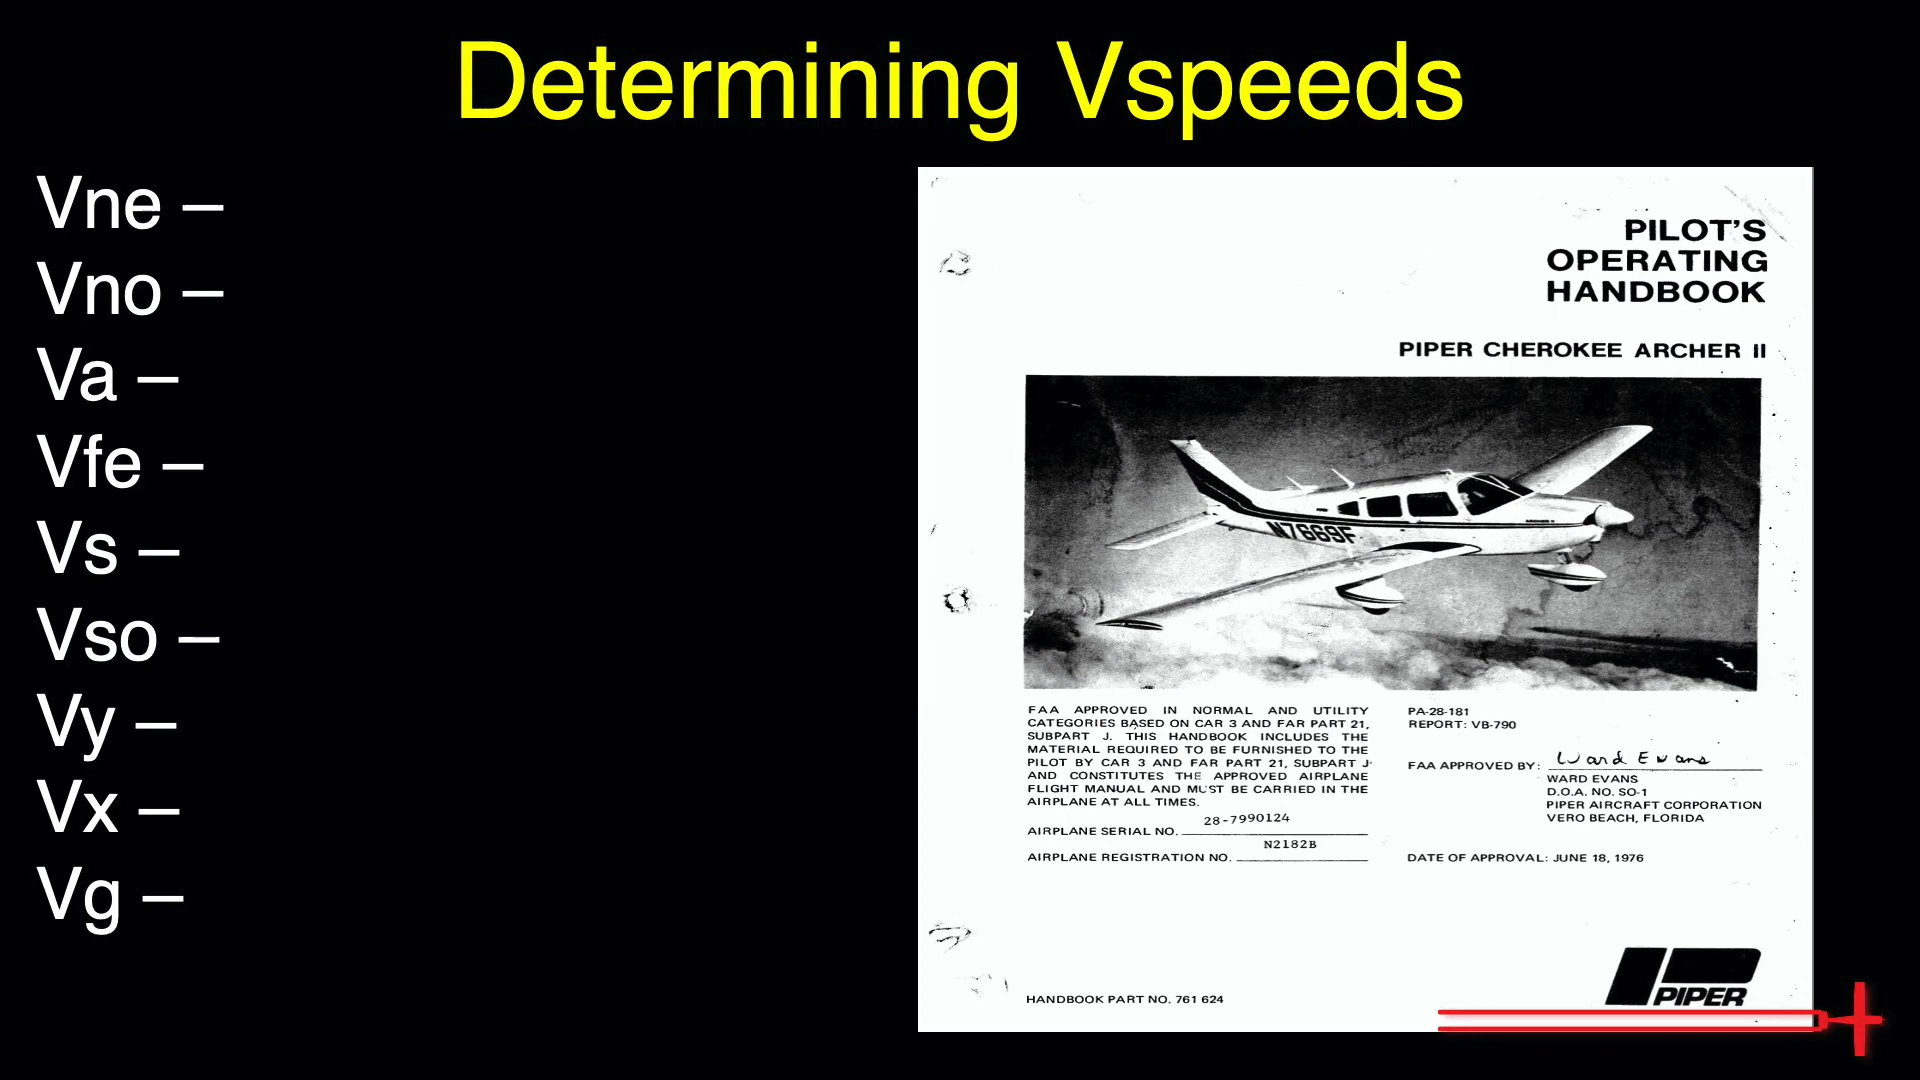 Determining Vspeeds
Vne –
Vno –
Va –
Vfe –
Vs –
Vso –
Vy –
Vx –
Vg –
PILOT'S
OPERATING
HANDBOOK
PIPER CHEROKEE ARCHER II
N7669F
FAA APPROVED IN NORMAL AND UTILITY
CATEGORIES BASED ON CAR 3 AND FAR PART 21,
SUBPART J. THIS HANDBOOK INCLUDES THE
MATERIAL REQUIRED TO BE FURNISHED TO THE
PILOT BY CAR 3 AND FAR PART 21, SUBPART J
AND CONSTITUTES THE APPROVED AIRPLANE
FLIGHT MANUAL AND MUST BE CARRIED IN THE
AIRPLANE AT ALL TIMES.
AIRPLANE SERIAL NO. 28-7990124
AIRPLANE REGISTRATION NO. N2182B
PA-28-181
REPORT: VB-790
FAA APPROVED BY: Ward Evans
WARD EVANS
D.O.A. NO. SO-1
PIPER AIRCRAFT CORPORATION
VERO BEACH, FLORIDA
DATE OF APPROVAL: JUNE 18, 1976
HANDBOOK PART NO. 761 624
PIPER